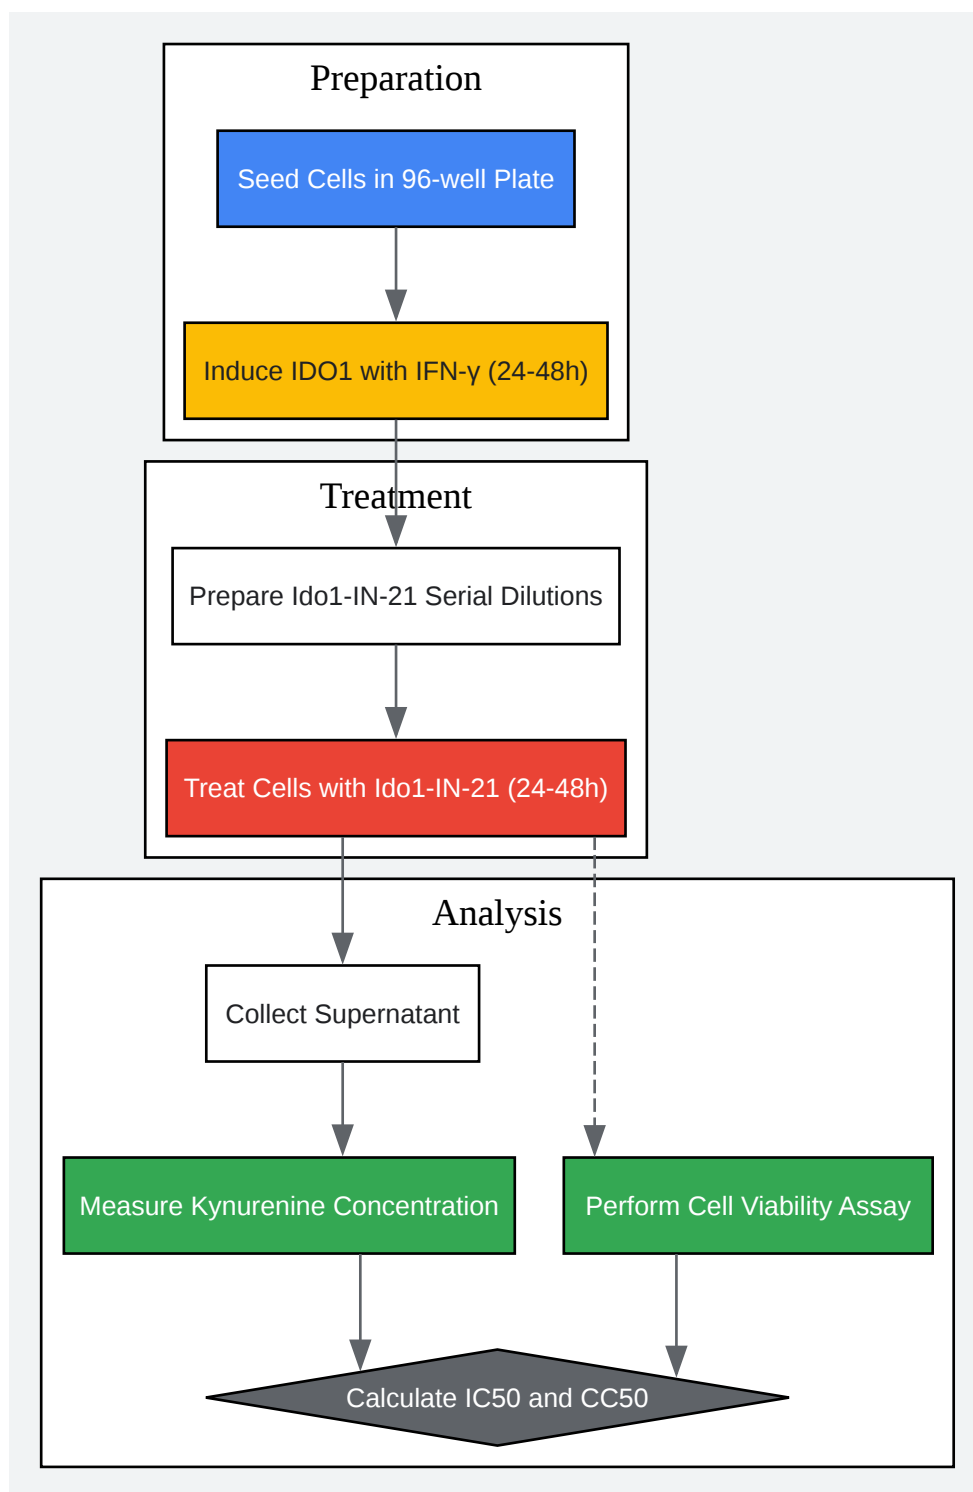 Preparation
Seed Cells in 96-well Plate
Induce IDO1 with IFN-γ (24-48h)
Treatment
Prepare Ido1-IN-21 Serial Dilutions
Treat Cells with Ido1-IN-21 (24-48h)
Analysis
Collect Supernatant
Measure Kynurenine Concentration
Perform Cell Viability Assay
Calculate IC50 and CC50